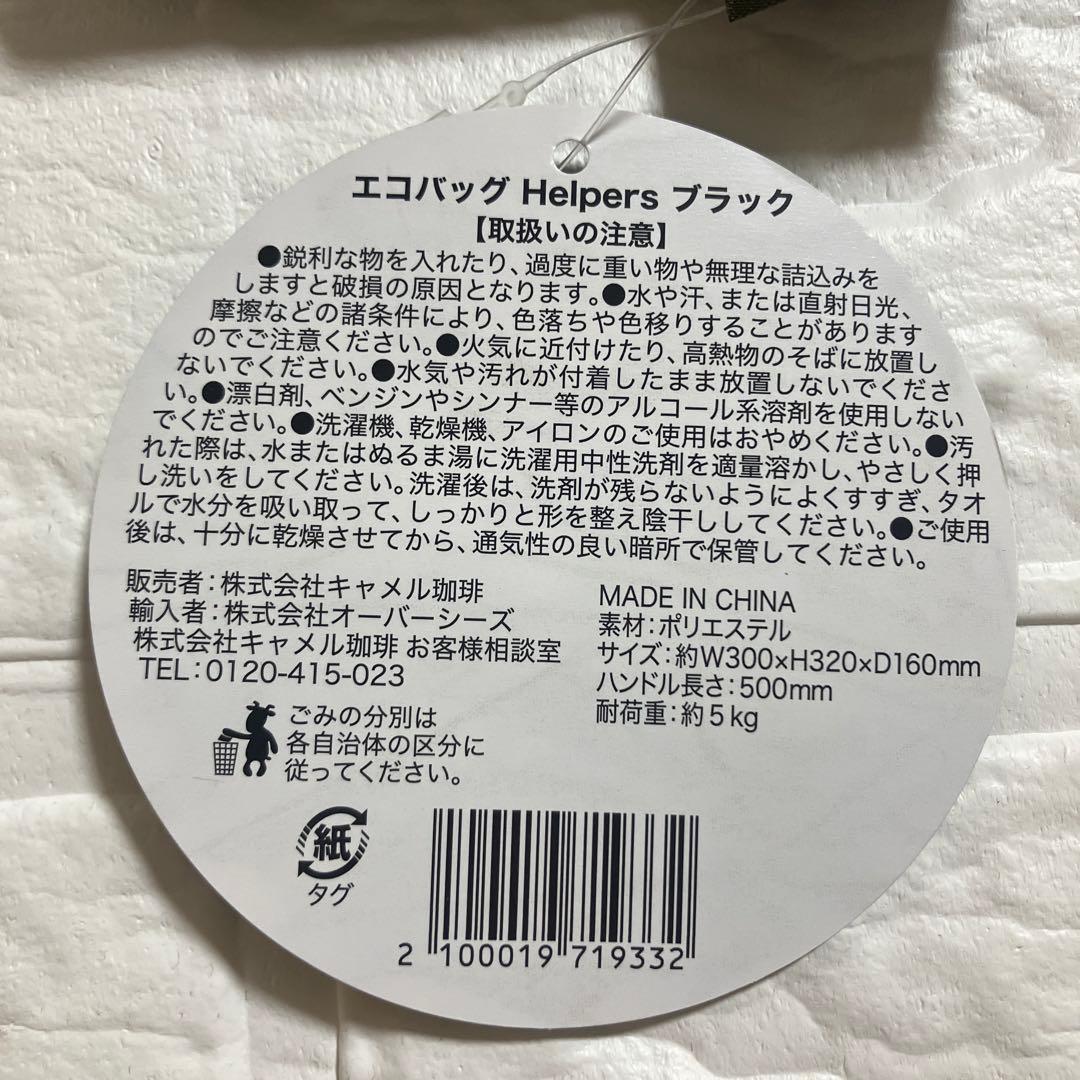 エコバッグ Helpers ブラック
【取扱いの注意】
●鋭利な物を入れたり、過度に重い物や無理な詰込みを
しますと破損の原因となります。●水や汗、または直射日光、
摩擦などの諸条件により、色落ちや色移りすることがあります
のでご注意ください。●火気に近付けたり、高熱物のそばに放置し
ないでください。●水気や汚れが付着したまま放置しないでくださ
い。●漂白剤、ベンジンやシンナー等のアルコール系溶剤を使用しない
でください。●洗濯機、乾燥機、アイロンのご使用はおやめください。●汚
れた際は、水またはぬるま湯に洗濯用中性洗剤を適量溶かし、やさしく押
し洗いをしてください。洗濯後は、洗剤が残らないようによくすすぎ、タオ
ルで水分を吸い取って、しっかりと形を整え陰干ししてください。●ご使用
後は、十分に乾燥させてから、通気性の良い暗所で保管してください。
販売者：株式会社キャメル珈琲
輸入者：株式会社オーバーシーズ
株式会社キャメル珈琲 お客様相談室
TEL：0120-415-023
MADE IN CHINA
素材：ポリエステル
サイズ：約W300×H320×D160mm
ハンドル長さ：500mm
耐荷重：約5kg
ごみの分別は
各自治体の区分に
従ってください。
紙
タグ
2 100019 719332